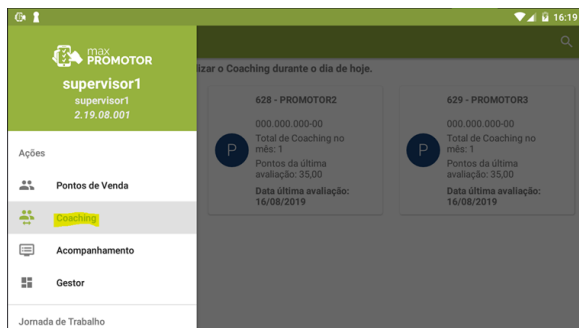 16:19
max
PROMOTOR
supervisor1
supervisor1
2.19.08.001
Ações
Pontos de Venda
Coaching
Acompanhamento
Gestor
Jornada de Trabalho
lizar o Coaching durante o dia de hoje.
628 - PROMOTOR2
P
000.000.000-00
Total de Coaching no
mês: 1
Pontos da última
avaliação: 35,00
Data última avaliação:
16/08/2019
629 - PROMOTOR3
P
000.000.000-00
Total de Coaching no
mês: 1
Pontos da última
avaliação: 35,00
Data última avaliação:
16/08/2019